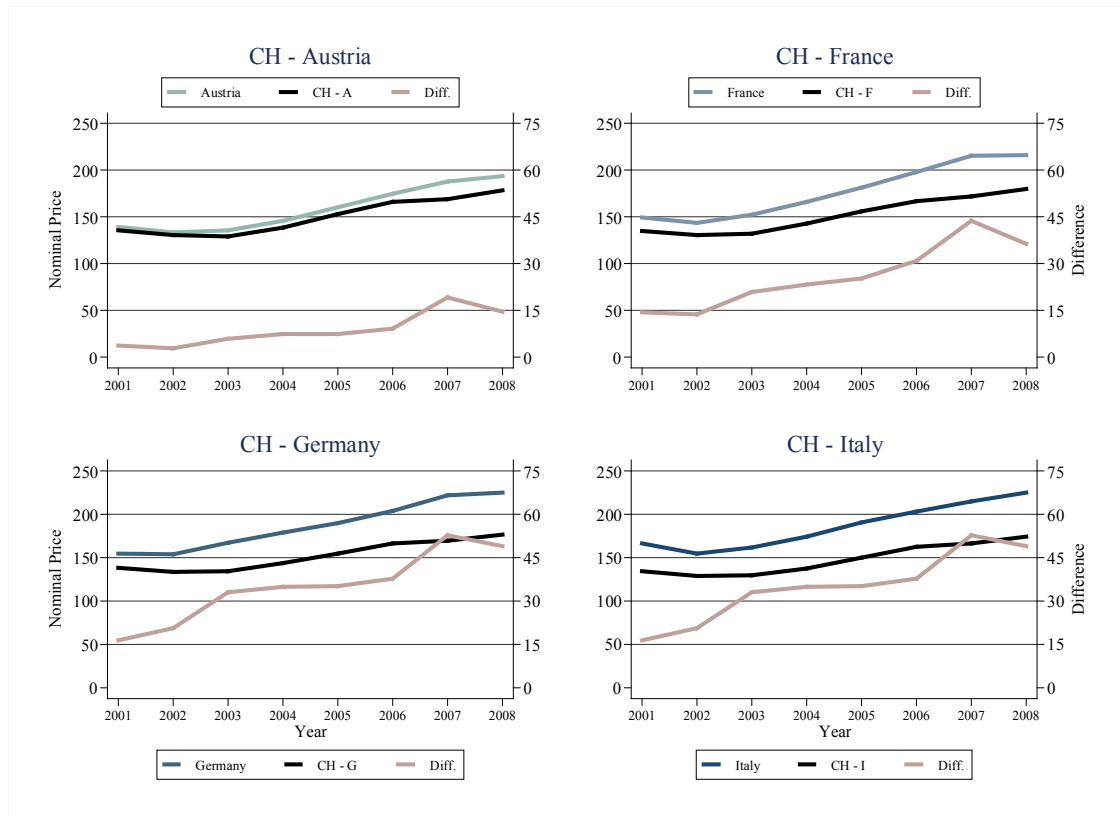 CH - Austria
Austria CH - A Diff.
Nominal Price
250
200
150
100
50
0
75
60
45
30
15
0
Difference
2001 2002 2003 2004 2005 2006 2007 2008
CH - France
France CH - F Diff.
250
200
150
100
50
0
75
60
45
30
15
0
Difference
2001 2002 2003 2004 2005 2006 2007 2008
CH - Germany
Nominal Price
250
200
150
100
50
0
75
60
45
30
15
0
2001 2002 2003 2004 2005 2006 2007 2008
Year
Germany CH - G Diff.
CH - Italy
250
200
150
100
50
0
75
60
45
30
15
0
Difference
2001 2002 2003 2004 2005 2006 2007 2008
Year
Italy CH - I Diff.